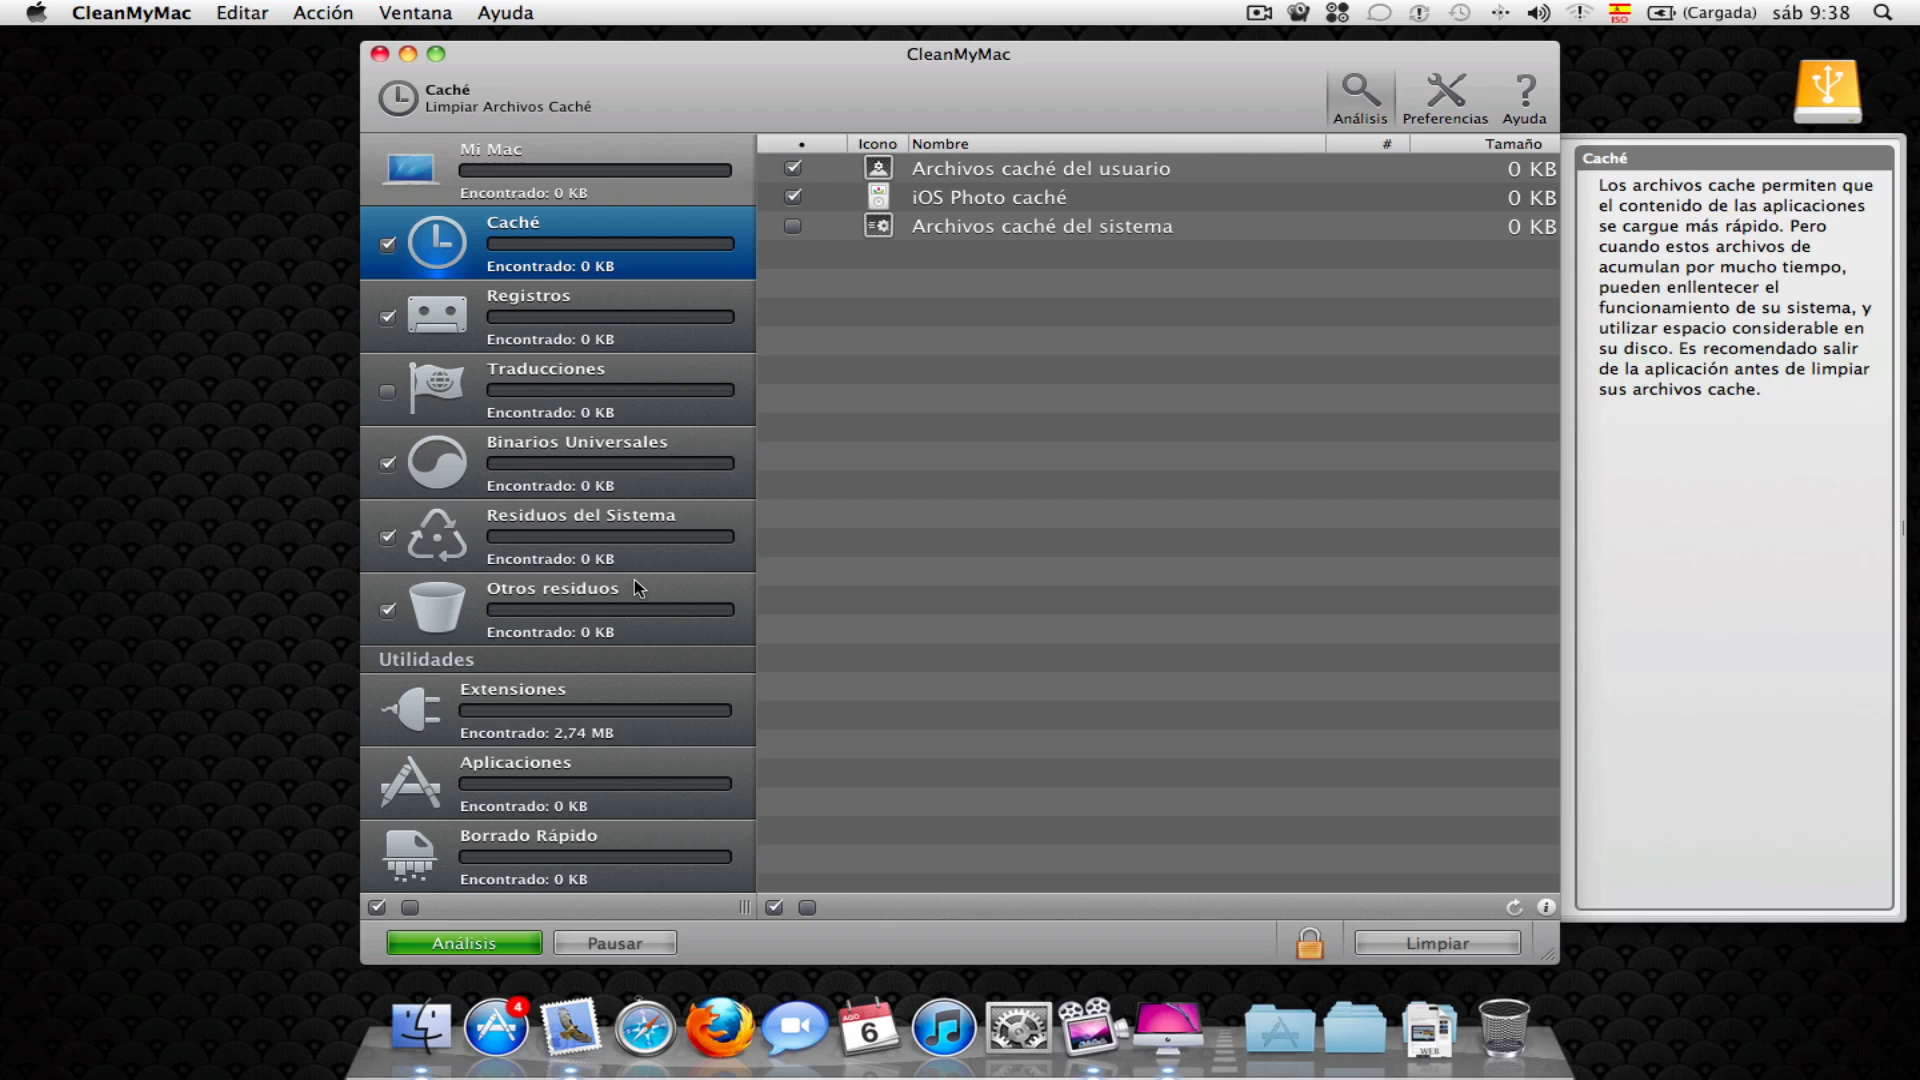 CleanMyMac Editar Acción Ventana Ayuda
ISO (Cargada) sáb 9:38
CleanMyMac
Caché
Limpiar Archivos Caché
Análisis Preferencias Ayuda
Mi Mac
Encontrado: 0 KB
Caché
Encontrado: 0 KB
Registros
Encontrado: 0 KB
Traducciones
Encontrado: 0 KB
Binarios Universales
Encontrado: 0 KB
Residuos del Sistema
Encontrado: 0 KB
Otros residuos
Encontrado: 0 KB
Utilidades
Extensiones
Encontrado: 2,74 MB
Aplicaciones
Encontrado: 0 KB
Borrado Rápido
Encontrado: 0 KB
• Icono Nombre # Tamaño
Archivos caché del usuario 0 KB
iOS Photo caché 0 KB
Archivos caché del sistema 0 KB
Caché
Los archivos cache permiten que
el contenido de las aplicaciones
se cargue más rápido. Pero
cuando estos archivos de
acumulan por mucho tiempo,
pueden enllentecer el
funcionamiento de su sistema, y
utilizar espacio considerable en
su disco. Es recomendado salir
de la aplicación antes de limpiar
sus archivos cache.
Análisis Pausar Limpiar
4
AGO
6
WEB